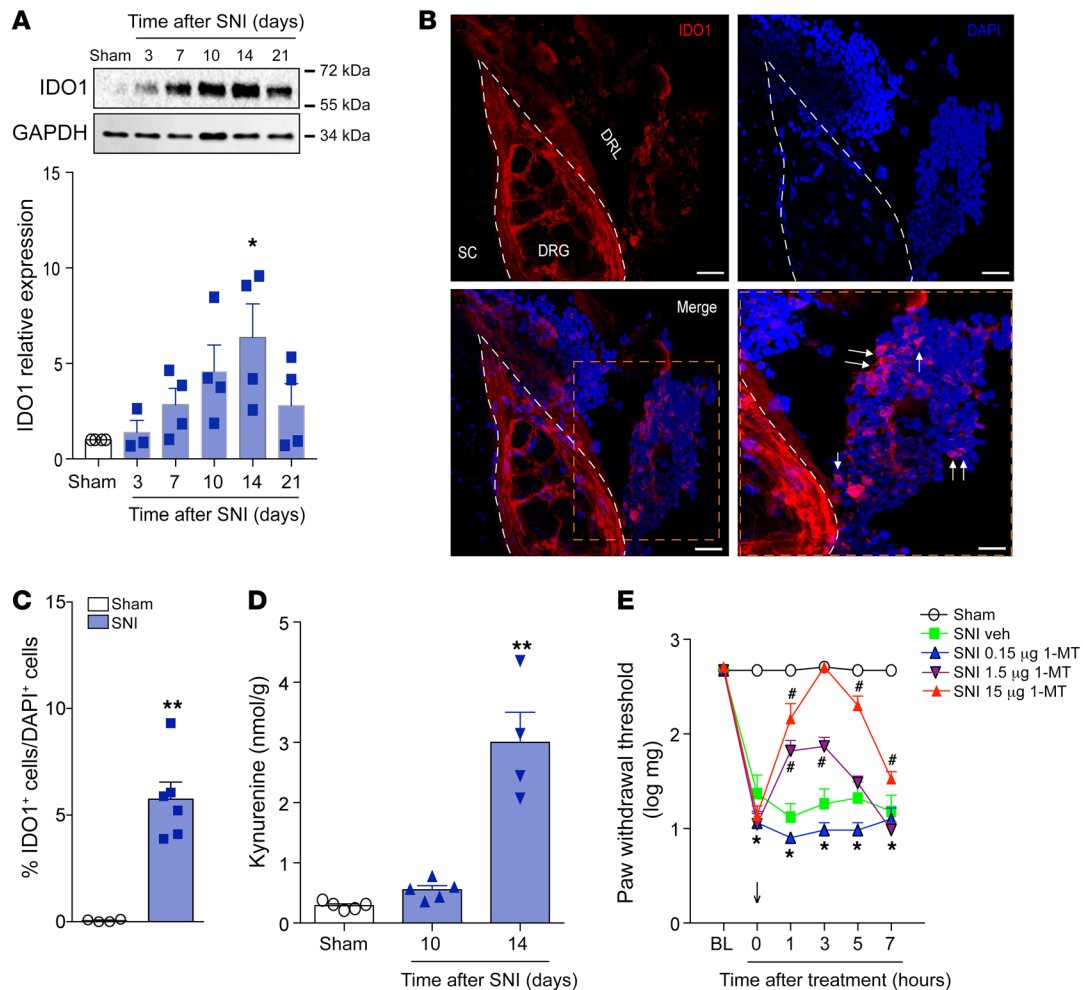 A
Time after SNI (days)
Sham 3 7 10 14 21
IDO1
72 kDa
55 kDa
GAPDH
34 kDa
15
10
5
0
IDO1 relative expression
*
Sham 3 7 10 14 21
Time after SNI (days)
B
IDO1
DAPI
DRL
SC
DRG
Merge
C
Sham
SNI
15
10
5
0
% IDO1+ cells/DAPI+ cells
**
D
5
4
3
2
1
0
Kynurenine (nmol/g)
**
Sham 10 14
Time after SNI (days)
E
Sham
SNI veh
SNI 0.15 μg 1-MT
SNI 1.5 μg 1-MT
SNI 15 μg 1-MT
3
2
1
0
Paw withdrawal threshold
(log mg)
# #
# # #
* * * * *
BL 0 1 3 5 7
Time after treatment (hours)